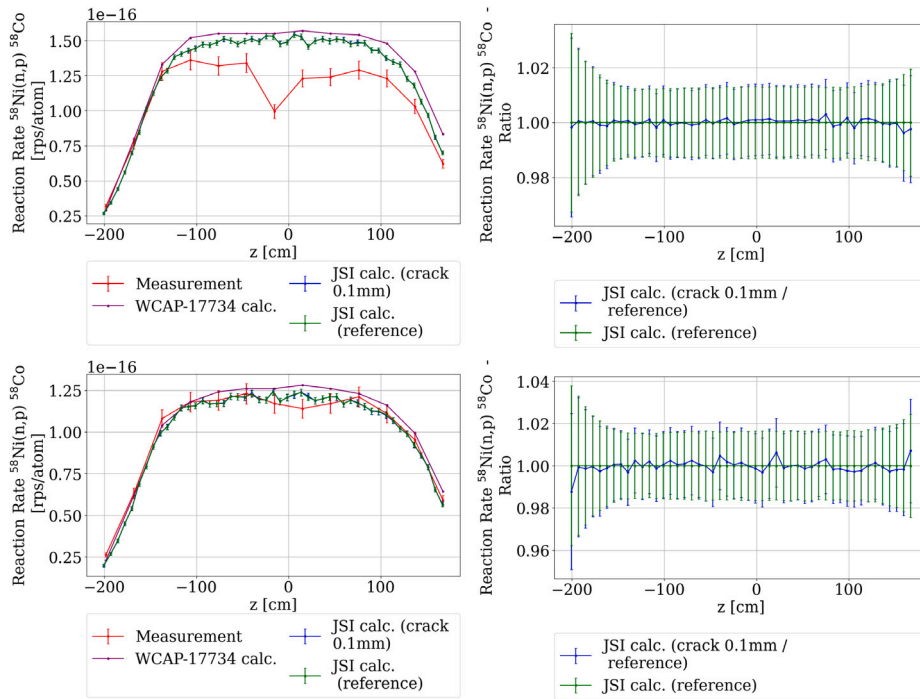 1e−16
1.50
1.25
1.00
0.75
0.50
0.25
Reaction Rate ⁵⁸Ni(n,p) ⁵⁸Co
[rps/atom]
−200 −100 0 100
z [cm]
Measurement
WCAP-17734 calc.
JSI calc. (crack
0.1mm)
JSI calc.
(reference)
1.02
1.00
0.98
Reaction Rate ⁵⁸Ni(n,p) ⁵⁸Co -
Ratio
−200 −100 0 100
z [cm]
JSI calc. (crack 0.1mm /
reference)
JSI calc. (reference)
1e−16
1.25
1.00
0.75
0.50
0.25
Reaction Rate ⁵⁸Ni(n,p) ⁵⁸Co
[rps/atom]
−200 −100 0 100
z [cm]
Measurement
WCAP-17734 calc.
JSI calc. (crack
0.1mm)
JSI calc.
(reference)
1.04
1.02
1.00
0.98
0.96
Reaction Rate ⁵⁸Ni(n,p) ⁵⁸Co -
Ratio
−200 −100 0 100
z [cm]
JSI calc. (crack 0.1mm /
reference)
JSI calc. (reference)